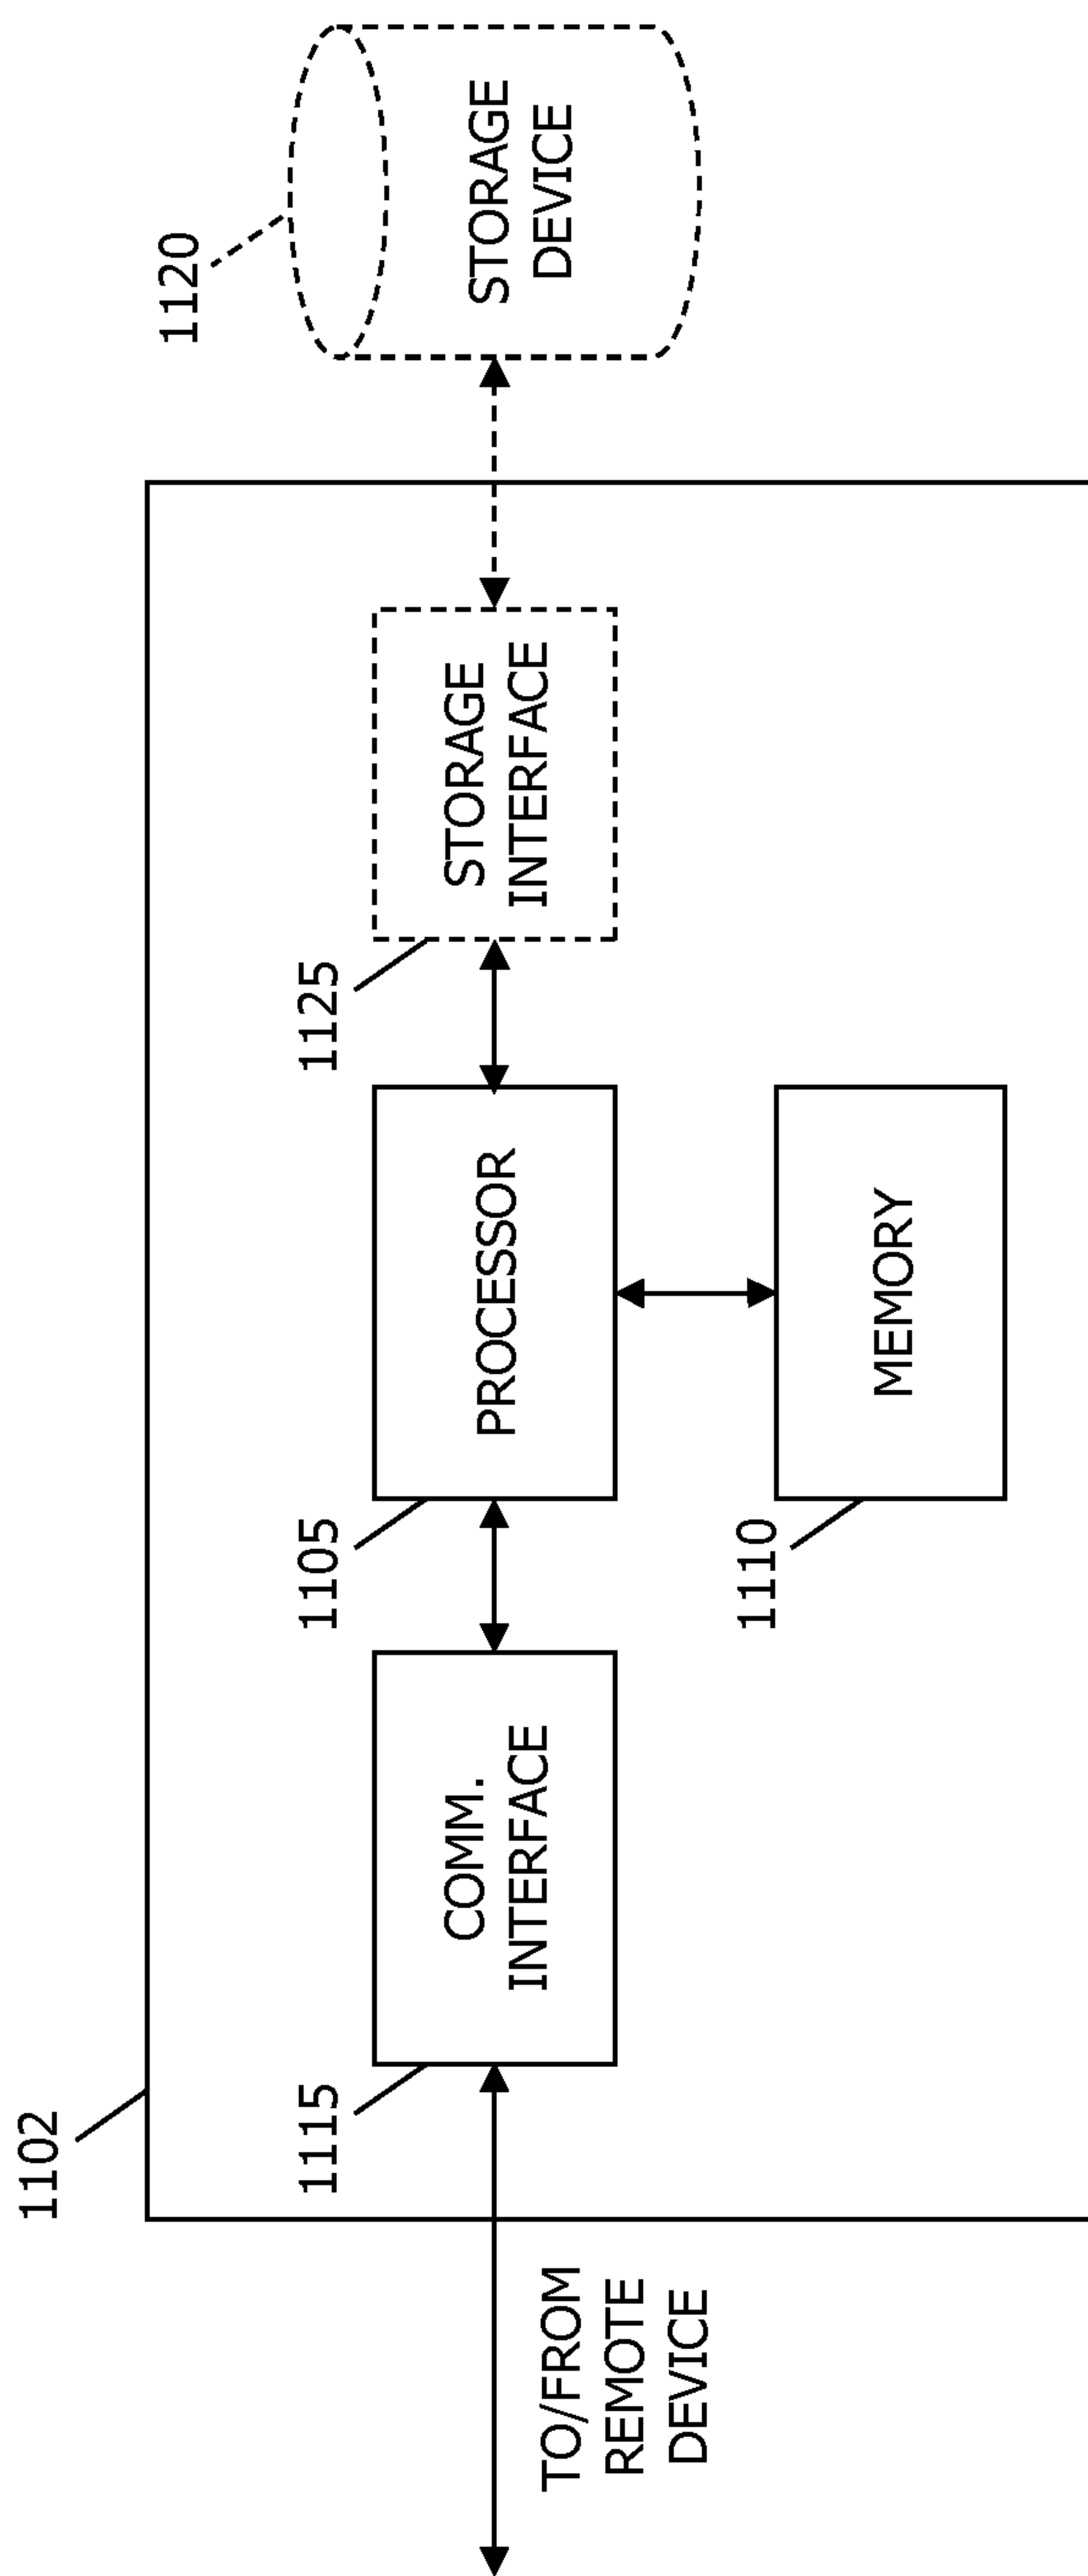 1102
1115
COMM.
INTERFACE
1105
PROCESSOR
1125
STORAGE
INTERFACE
1120
STORAGE
DEVICE
TO/FROM
REMOTE
DEVICE
1110
MEMORY